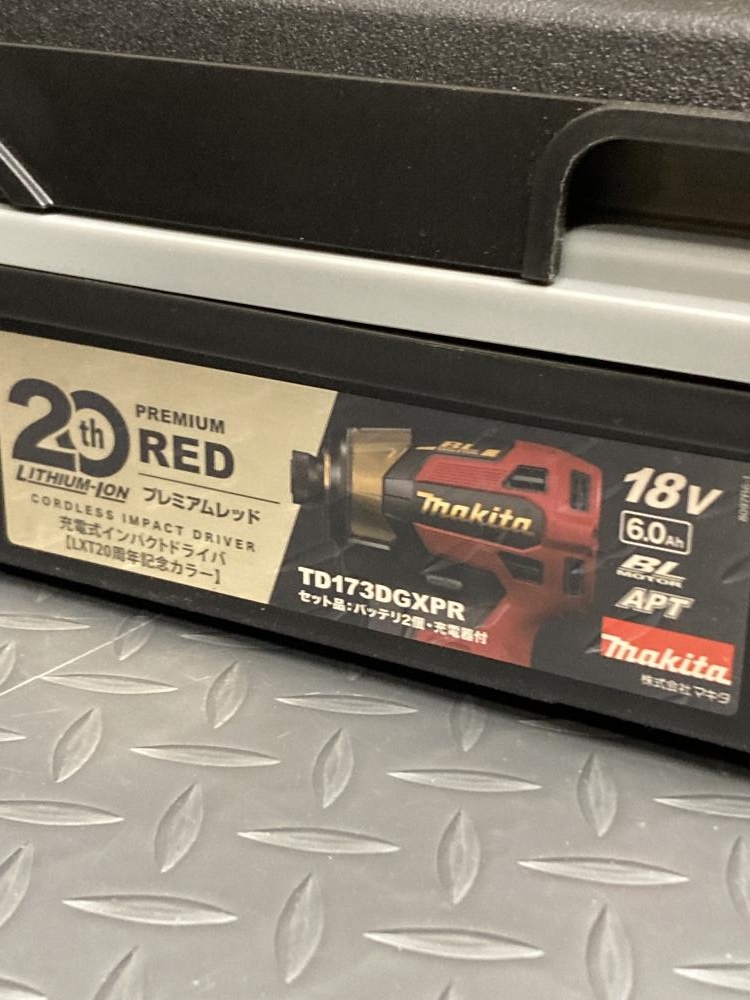 20th
LITHIUM-ION
PREMIUM
RED
プレミアムレッド
CORDLESS IMPACT DRIVER
充電式インパクトドライバ
【LXT20周年記念カラー】
BL
makita
TD173DGXPR
セット品:バッテリ2個・充電器付
18V
6.0Ah
BL
MOTOR
APT
makita
株式会社マキタ